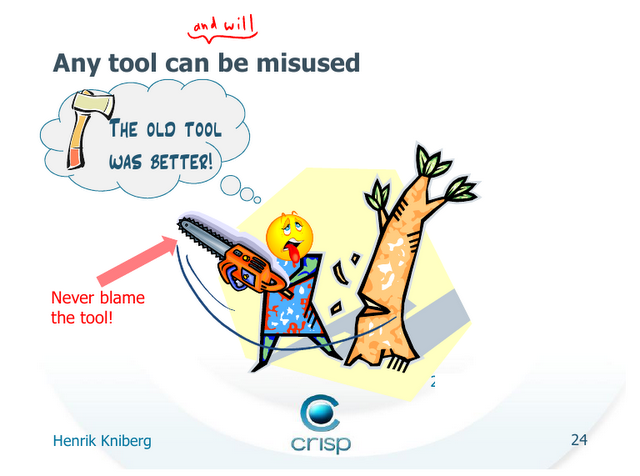 and will
Any tool can be misused
THE OLD TOOL
WAS BETTER!
Never blame
the tool!
2
crisp
Henrik Kniberg
24